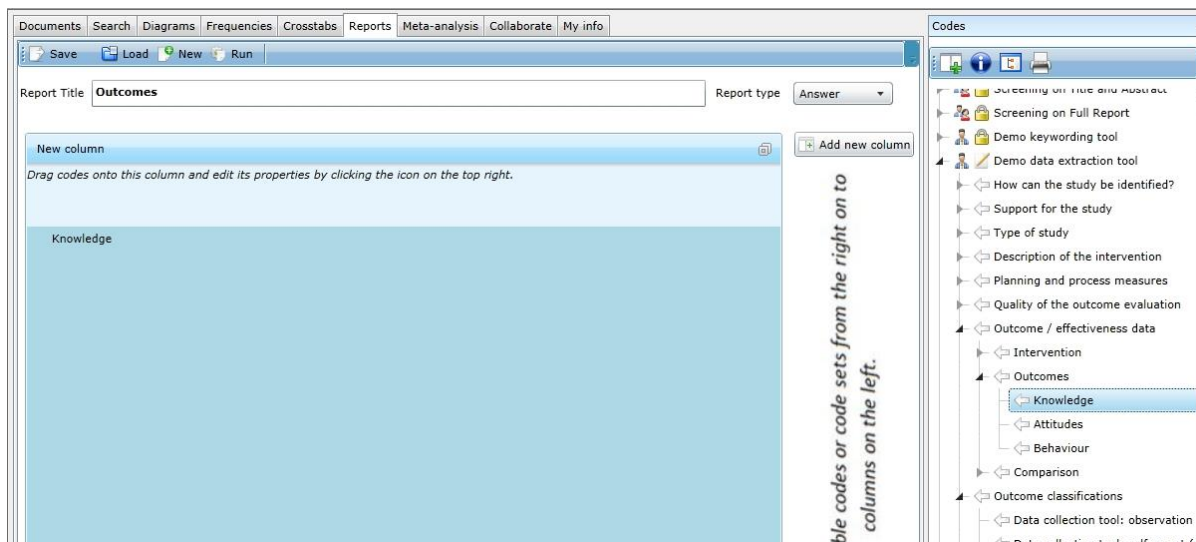 Documents Search Diagrams Frequencies Crosstabs Reports Meta-analysis Collaborate My info
Save Load New Run
Report Title Outcomes Report type Answer
New column
Add new column
Drag codes onto this column and edit its properties by clicking the icon on the top right.
Knowledge
codes or code sets from the right on to
columns on the left.
Codes
Screening on Title and Abstract
Screening on Full Report
Demo keywording tool
Demo data extraction tool
How can the study be identified?
Support for the study
Type of study
Description of the intervention
Planning and process measures
Quality of the outcome evaluation
Outcome / effectiveness data
Intervention
Outcomes
Knowledge
Attitudes
Behaviour
Comparison
Outcome classifications
Data collection tool: observation